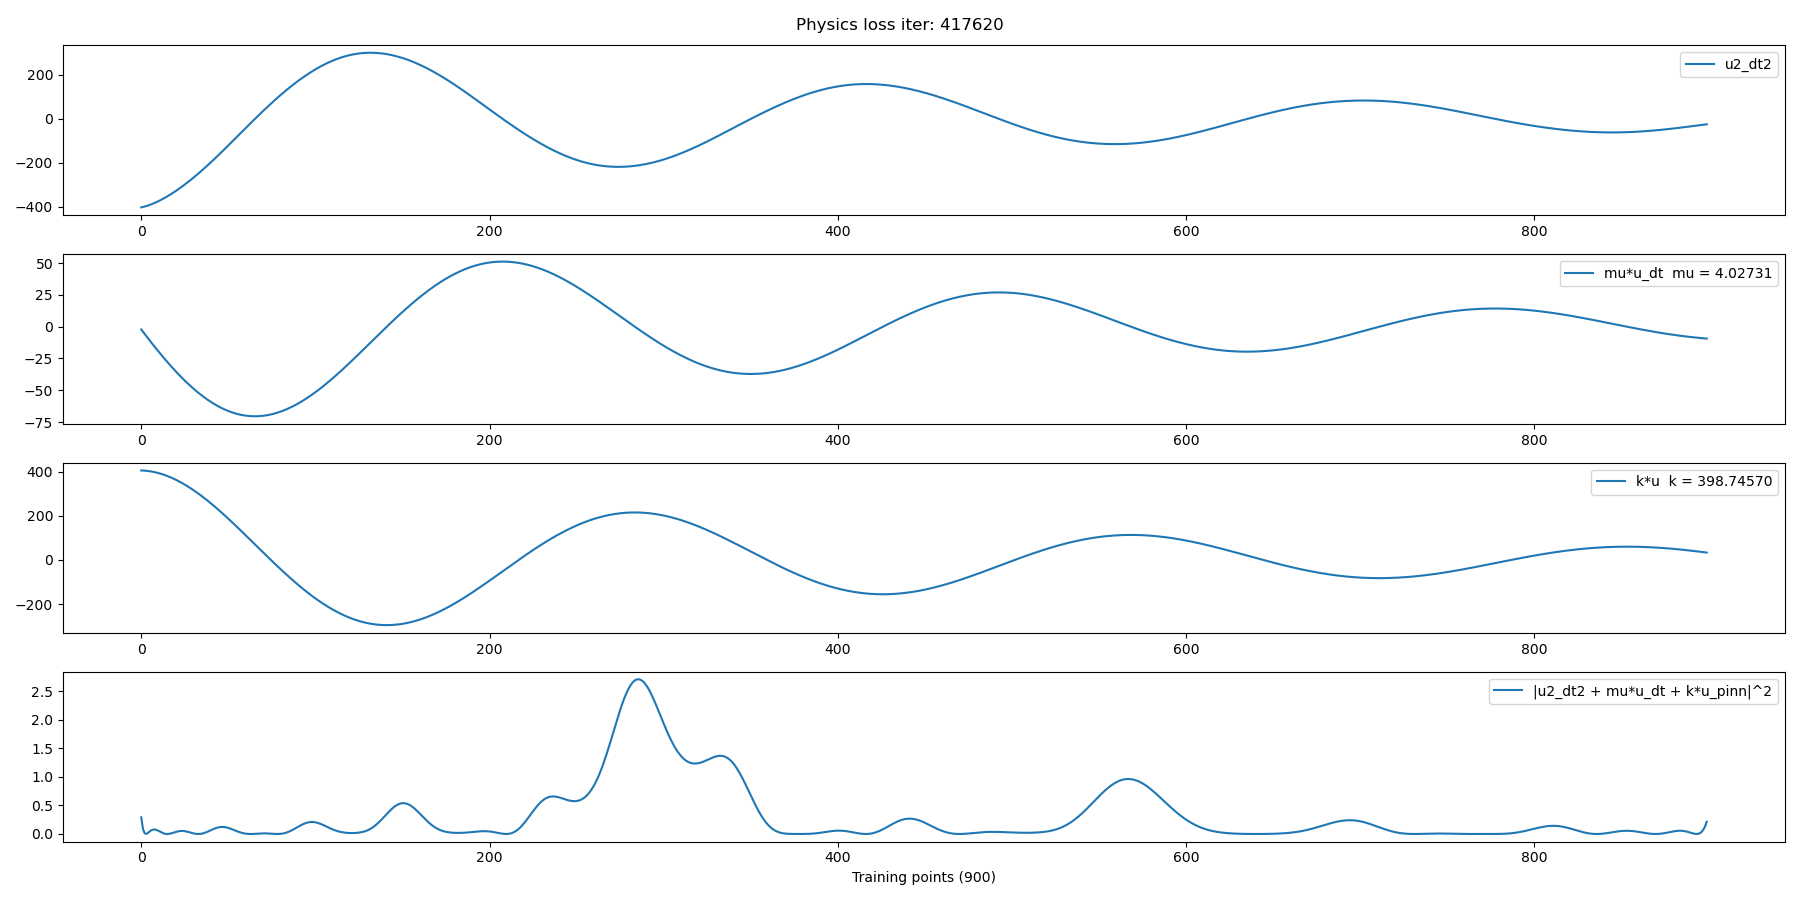 Physics loss iter: 417620
u2_dt2
200
0
−200
−400
0 200 400 600 800
mu*u_dt mu = 4.02731
50
25
0
−25
−50
−75
0 200 400 600 800
k*u k = 398.74570
400
200
0
−200
0 200 400 600 800
|u2_dt2 + mu*u_dt + k*u_pinn|^2
2.5
2.0
1.5
1.0
0.5
0.0
0 200 400 600 800
Training points (900)